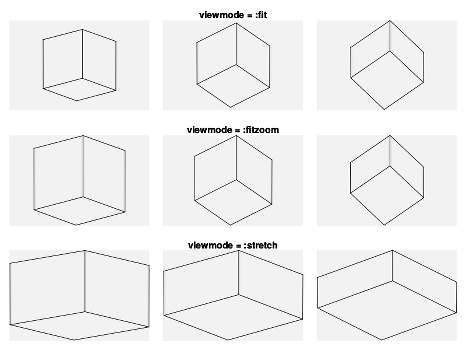 viewmode = :fit
viewmode = :fitzoom
viewmode = :stretch